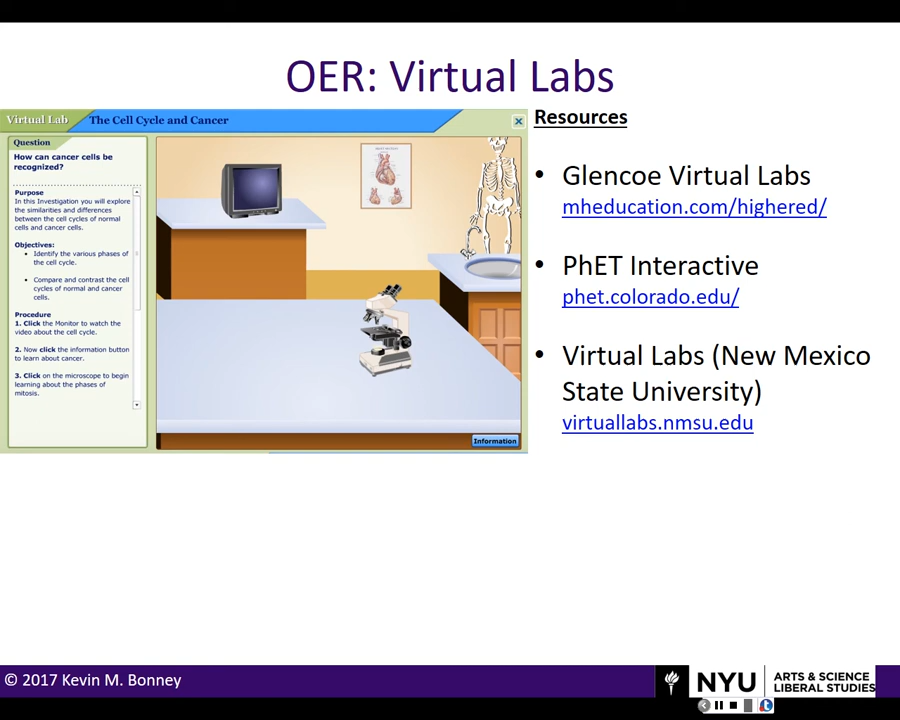 OER: Virtual Labs
Virtual Lab
The Cell Cycle and Cancer
Question
How can cancer cells be
recognized?
Purpose
In this Investigation you will explore
the similarities and differences
between the cell cycles of normal
cells and cancer cells.
Objectives:
• Identify the various phases of
the cell cycle.
• Compare and contrast the cell
cycles of normal and cancer
cells.
Procedure
1. Click the Monitor to watch the
video about the cell cycle.
2. Now click the information button
to learn about cancer.
3. Click on the microscope to begin
learning about the phases of
mitosis.
Information
Resources
• Glencoe Virtual Labs
mheducation.com/highered/
• PhET Interactive
phet.colorado.edu/
• Virtual Labs (New Mexico
State University)
virtuallabs.nmsu.edu
© 2017 Kevin M. Bonney
NYU
ARTS & SCIENCE
LIBERAL STUDIES